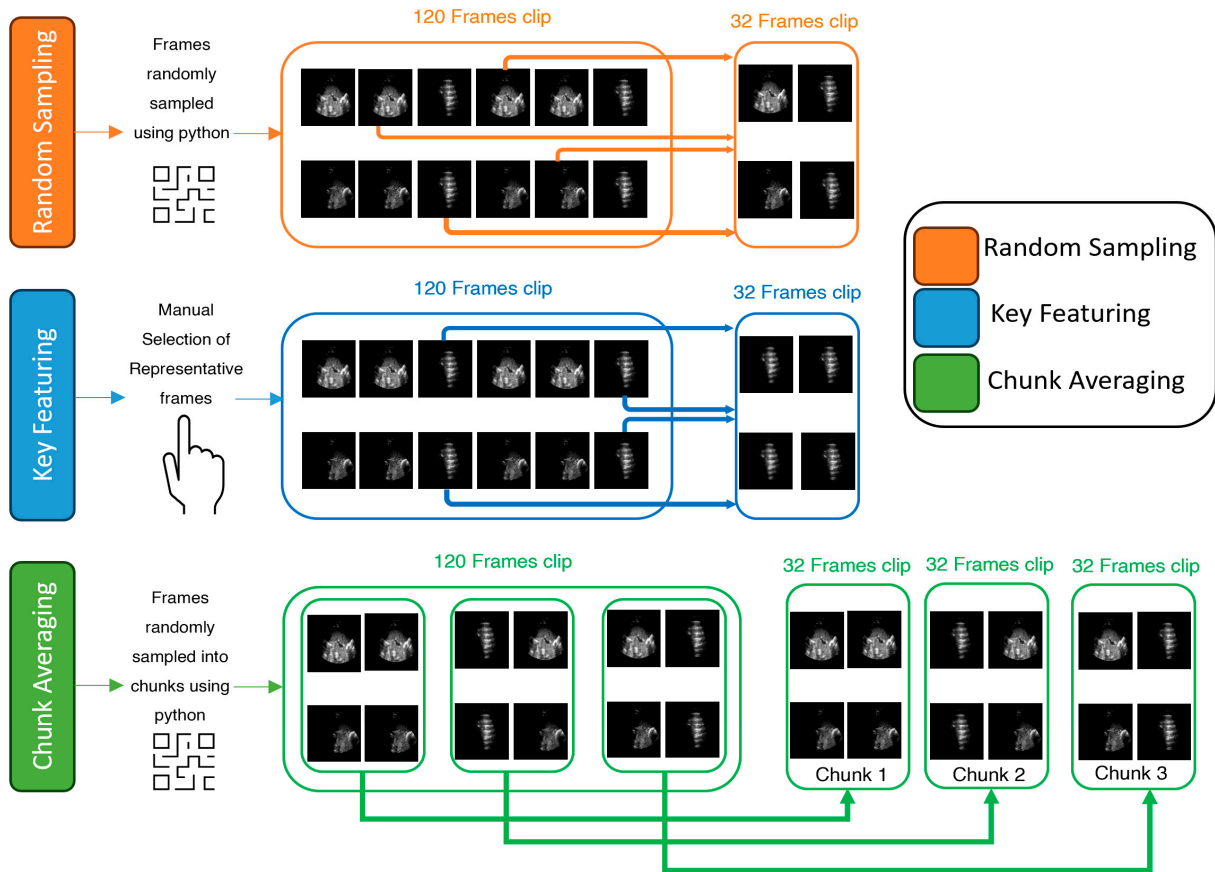 Random Sampling
Frames
randomly
sampled
using python
120 Frames clip
32 Frames clip
Key Featuring
Manual
Selection of
Representative
frames
120 Frames clip
32 Frames clip
Random Sampling
Key Featuring
Chunk Averaging
Chunk Averaging
Frames
randomly
sampled into
chunks using
python
120 Frames clip
32 Frames clip
32 Frames clip
32 Frames clip
Chunk 1
Chunk 2
Chunk 3